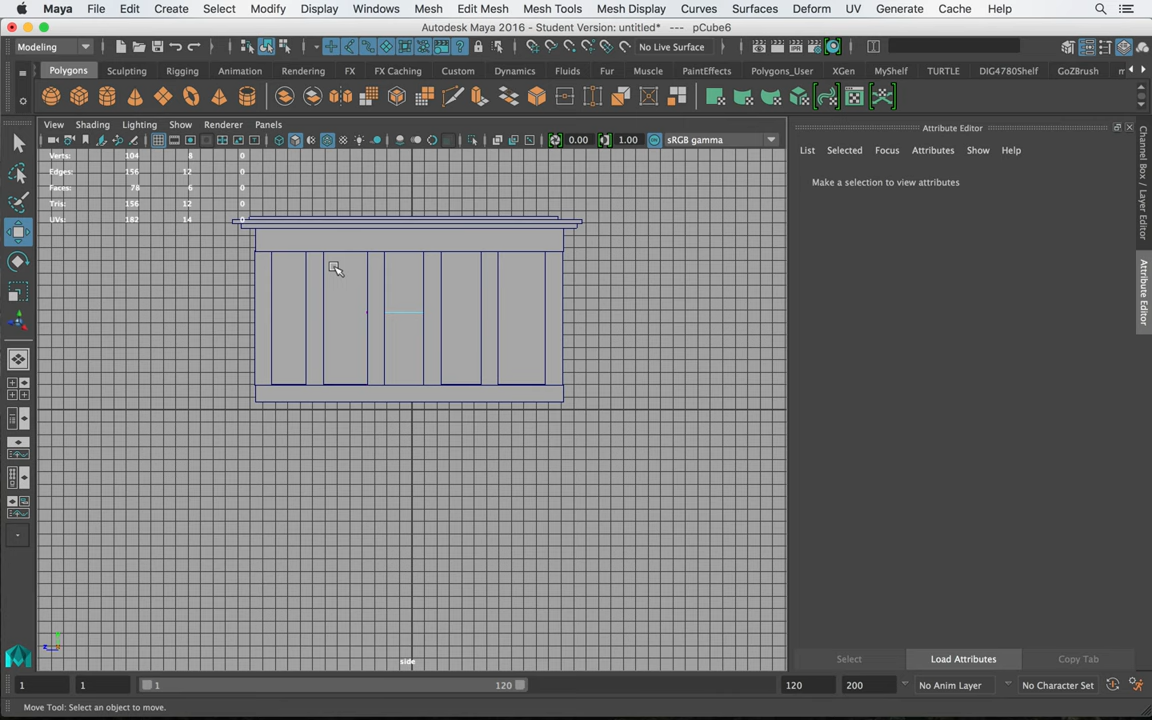 Maya File Edit Create Select Modify Display Windows Mesh Edit Mesh Mesh Tools Mesh Display Curves Surfaces Deform UV Generate Cache Help
Autodesk Maya 2016 - Student Version: untitled* --- pCube6
Modeling No Live Surface
Polygons Sculpting Rigging Animation Rendering FX FX Caching Custom Dynamics Fluids Fur Muscle PaintEffects Polygons_User XGen MyShelf TURTLE DIG4780Shelf GoZBrush
View Shading Lighting Show Renderer Panels
Attribute Editor
0.00 1.00 sRGB gamma
List Selected Focus Attributes Show Help
Verts: 104 8 0
Edges: 156 12 0
Faces: 78 6 0
Tris: 156 12 0
UVs: 182 14 0
Make a selection to view attributes
Channel Box / Layer Editor
Attribute Editor
y
z
side
Select Load Attributes Copy Tab
1 1 1 120 120 200 No Anim Layer No Character Set
Move Tool: Select an object to move.